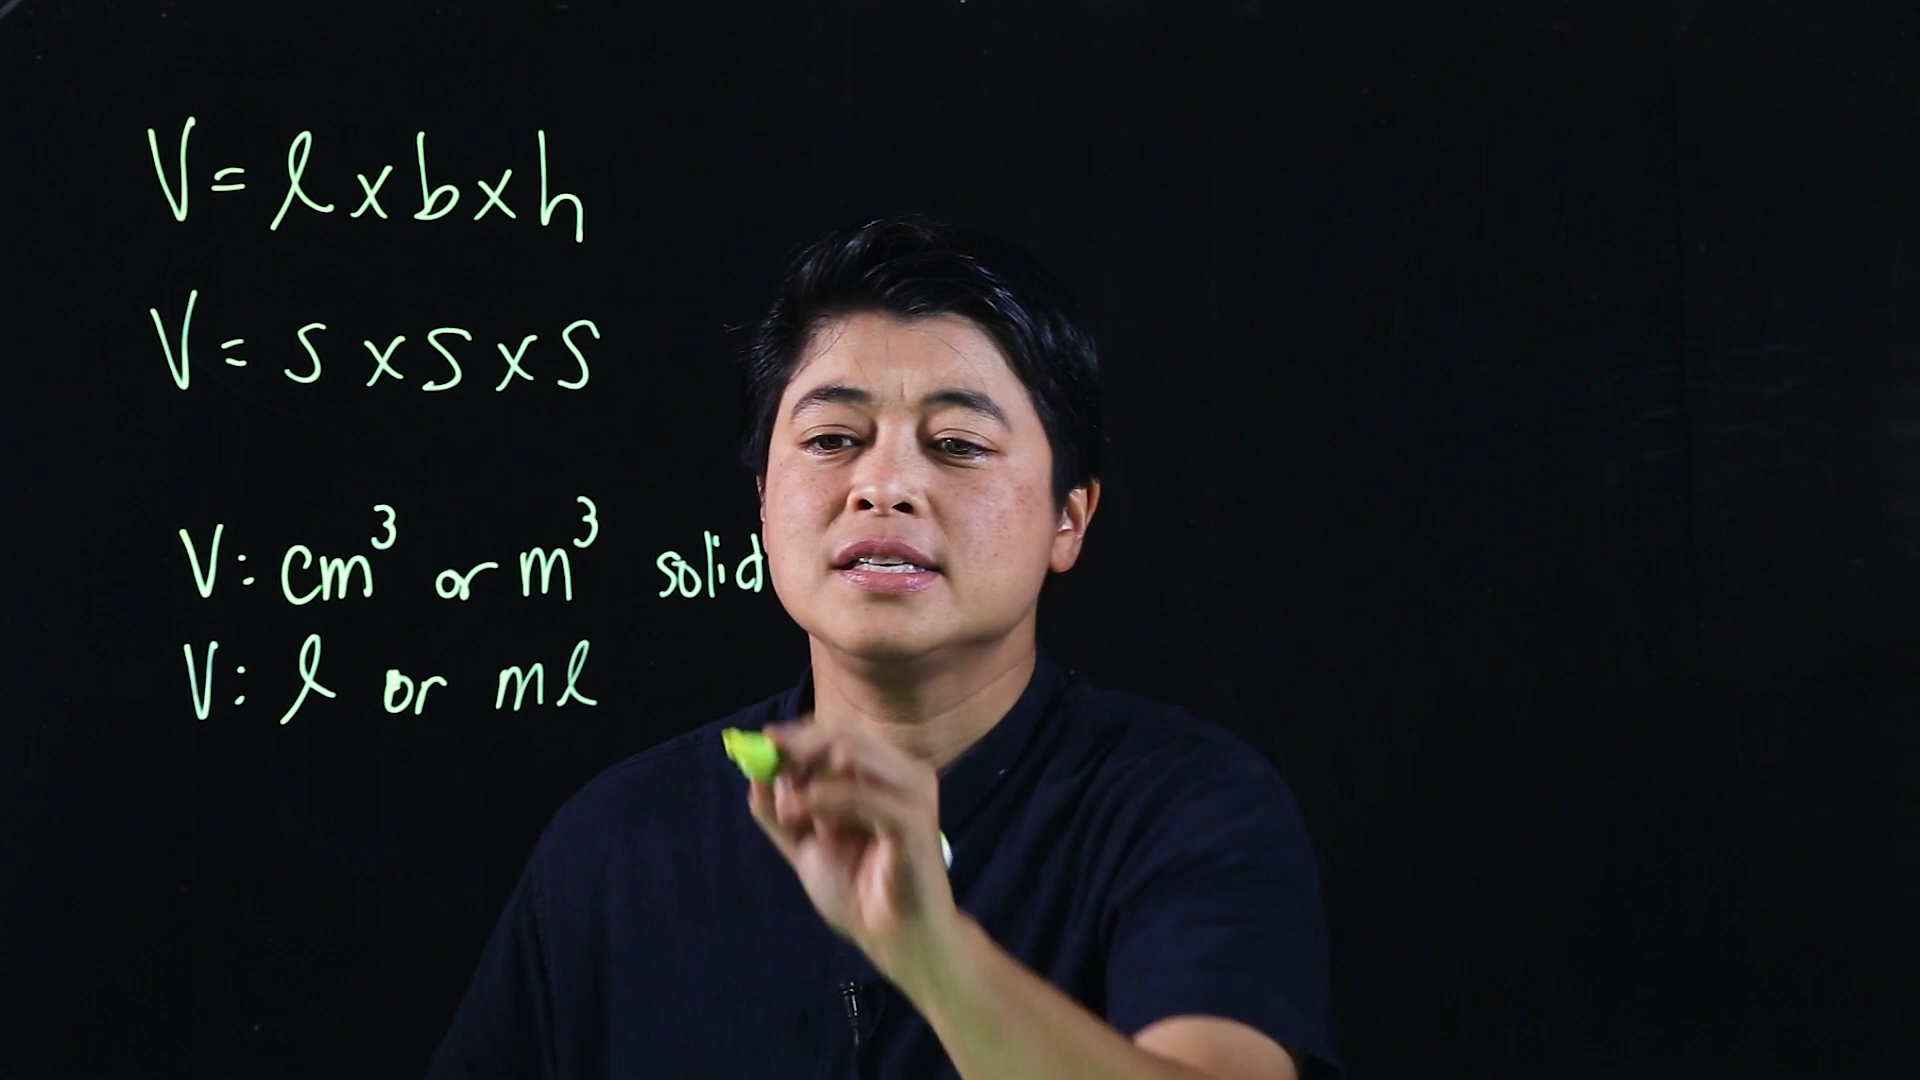 V = l x b x h
V = s x s x s
V: cm³ or m³ solid
V: l or ml